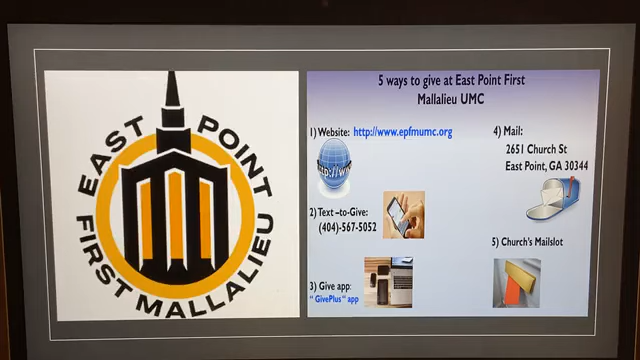 EAST POINT
FIRST MALLALIEU
5 ways to give at East Point First
Mallalieu UMC
1) Website: http://www.epfmumc.org
http://ww
2) Text –to-Give:
(404)-567-5052
3) Give app:
"GivePlus" app
4) Mail:
2651 Church St
East Point, GA 30344
5) Church's Mailslot